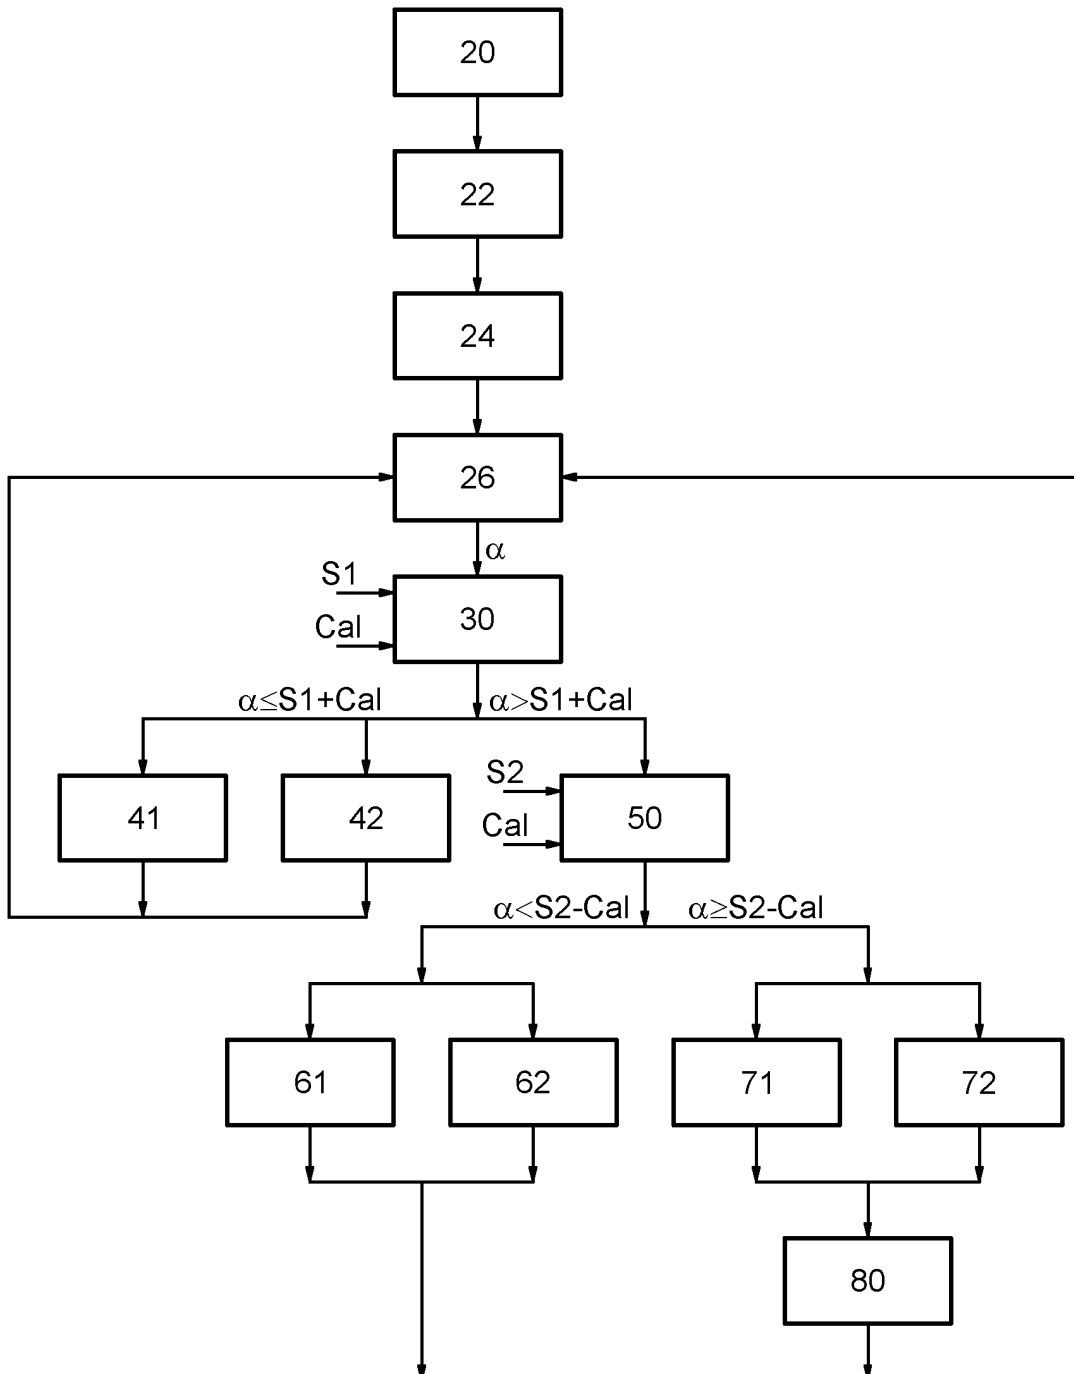 20
22
24
26
α
S1
30
Cal
α≤S1+Cal α>S1+Cal
S2
41 42 50
Cal
α<S2-Cal α≥S2-Cal
61 62 71 72
80